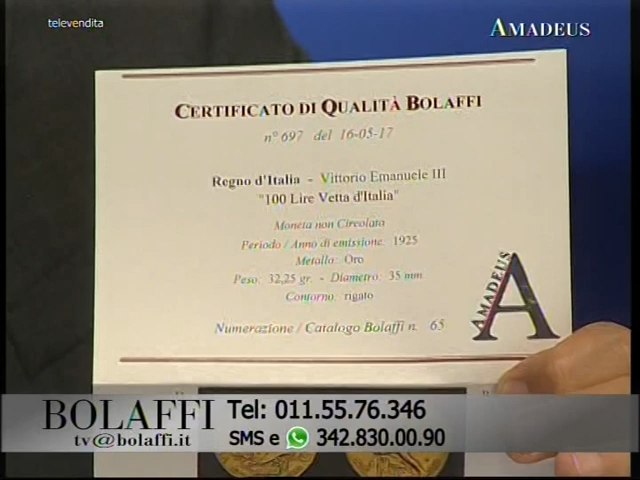 televendita
AMADEUS
CERTIFICATO DI QUALITÀ BOLAFFI
n° 697 del 16-05-17
Regno d'Italia - Vittorio Emanuele III
"100 Lire Vetta d'Italia"
Moneta non Circolata
Periodo / Anno di emissione: 1925
Metallo: Oro
Peso: 32,25 gr. - Diametro: 35 mm.
Contorno: rigato
Numerazione / Catalogo Bolaffi n. 65
AMADEUS
A
BOLAFFI
tv@bolaffi.it
Tel: 011.55.76.346
SMS e 342.830.00.90